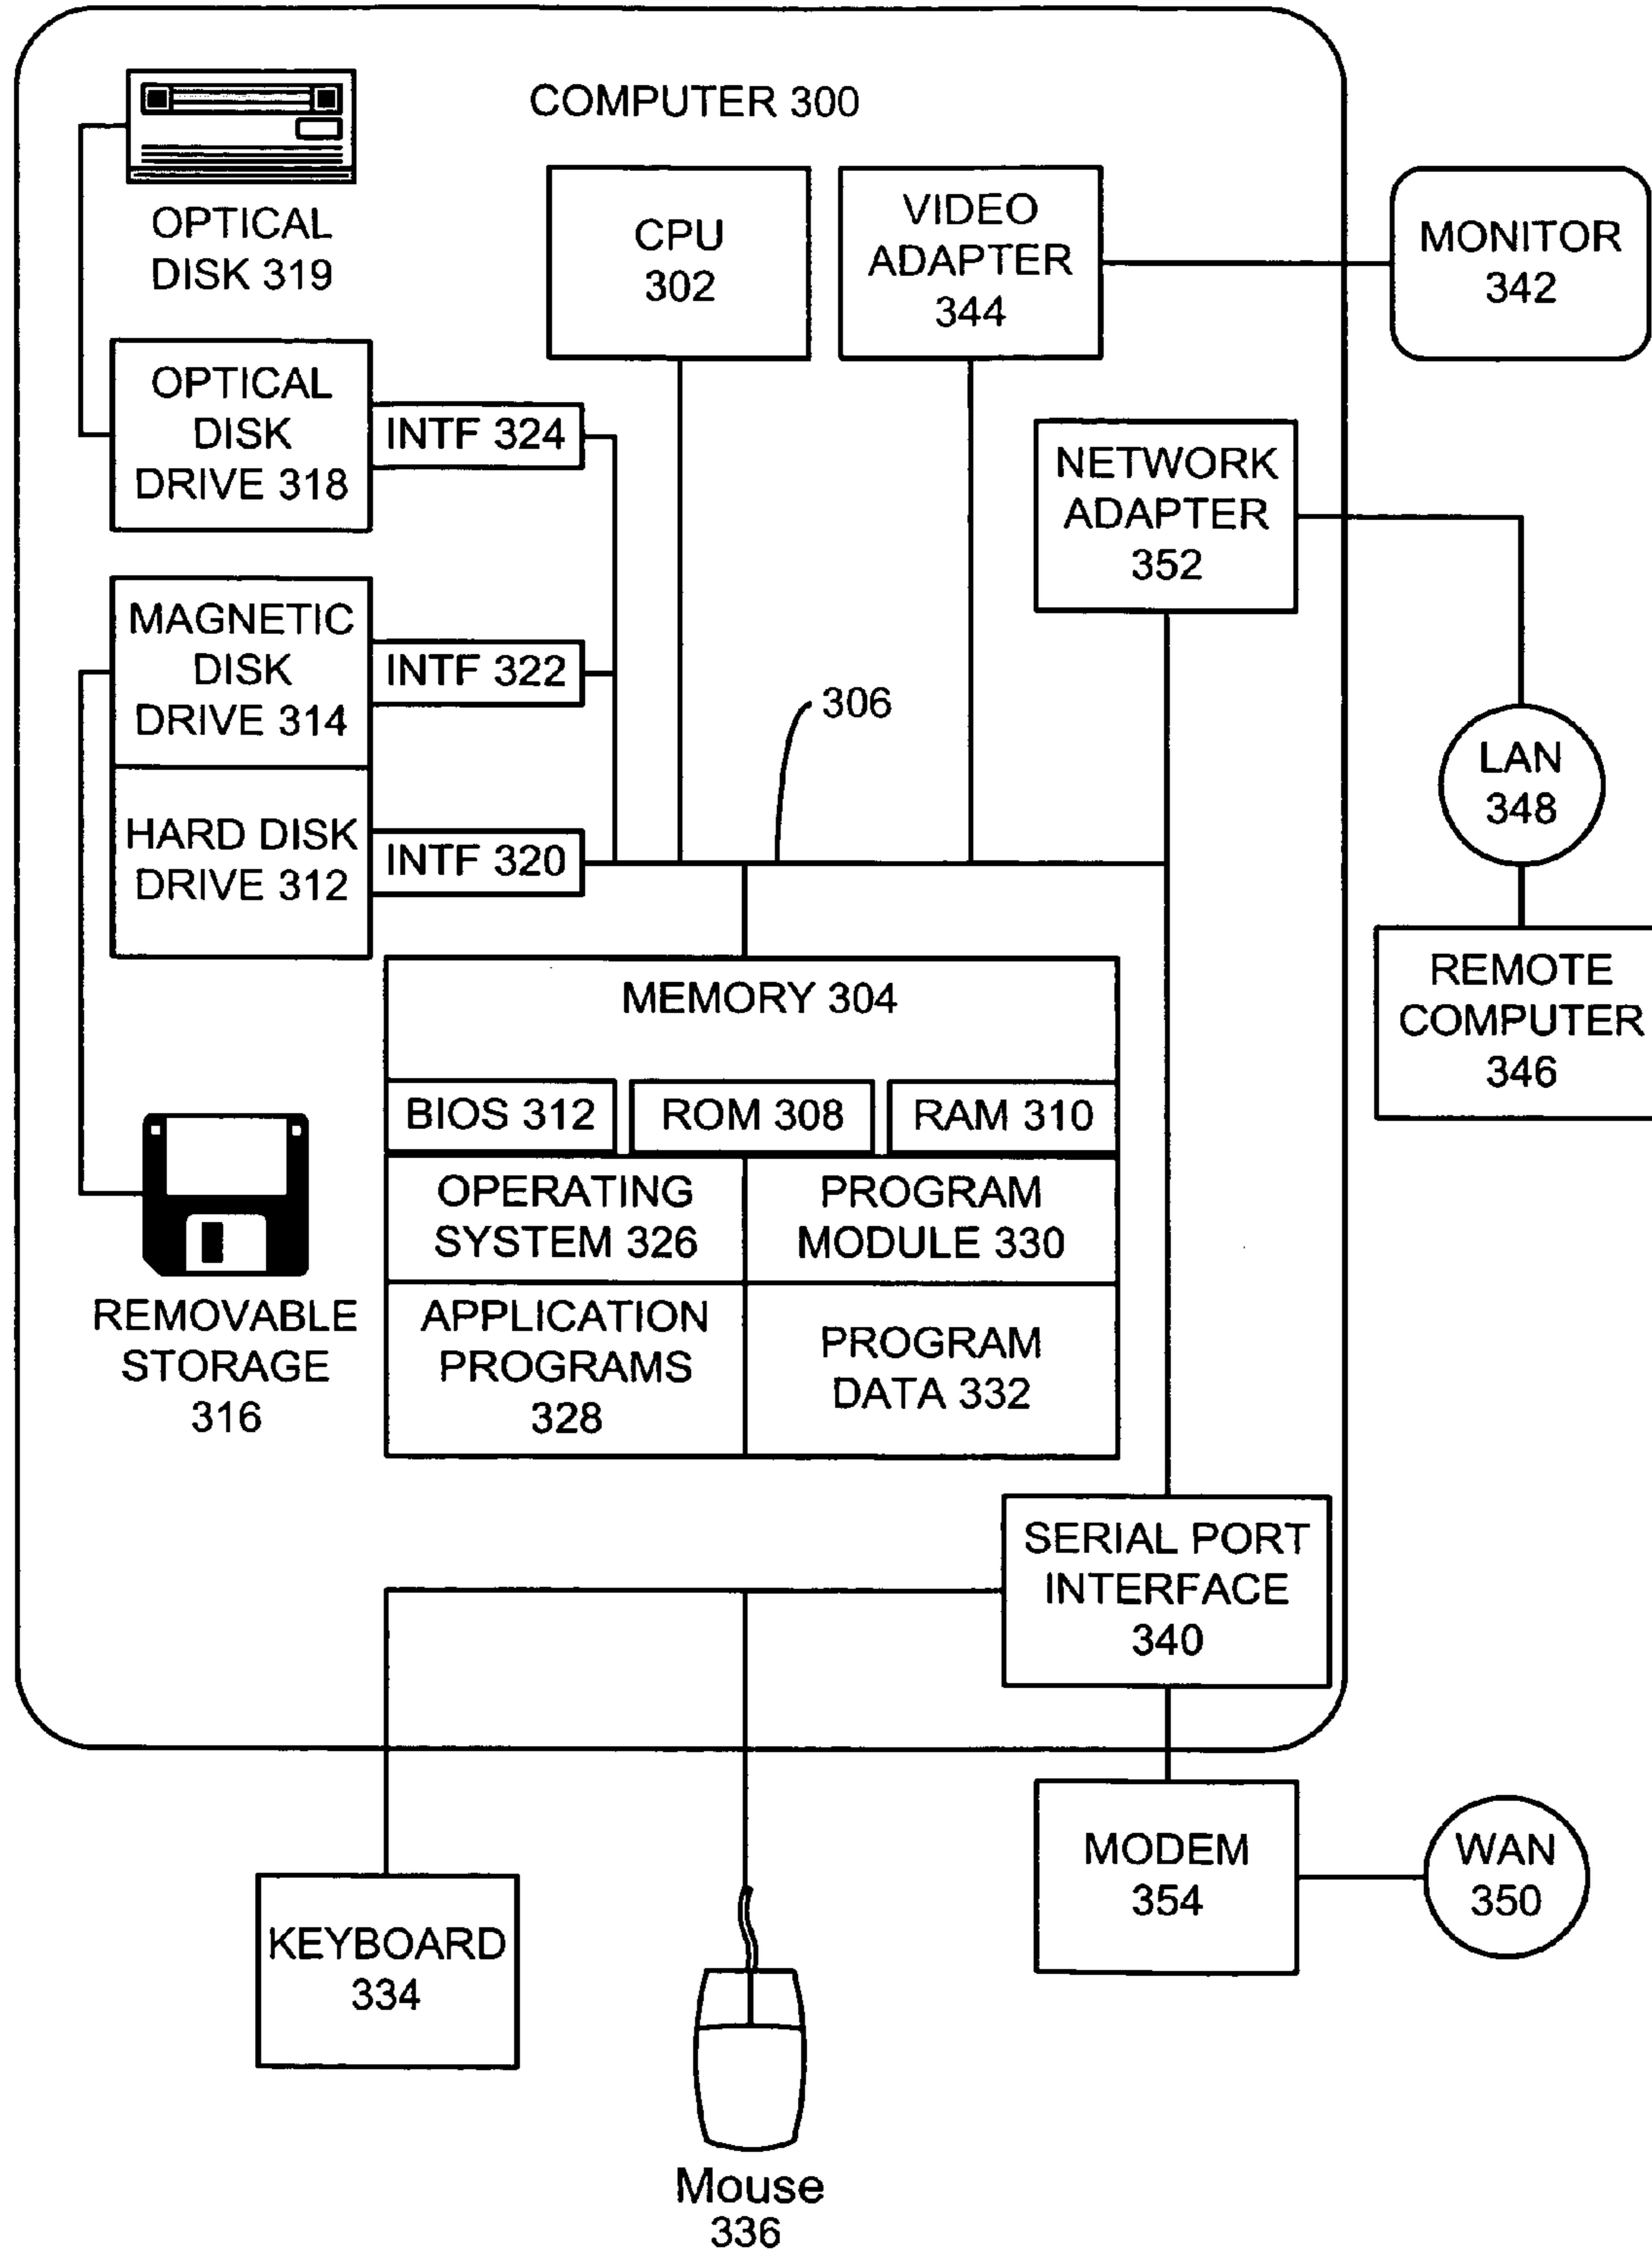 COMPUTER 300
OPTICAL
DISK 319
CPU
302
VIDEO
ADAPTER
344
MONITOR
342
OPTICAL
DISK
DRIVE 318
INTF 324
NETWORK
ADAPTER
352
MAGNETIC
DISK
DRIVE 314
INTF 322
306
LAN
348
HARD DISK
DRIVE 312
INTF 320
REMOTE
COMPUTER
346
MEMORY 304
BIOS 312
ROM 308
RAM 310
OPERATING
SYSTEM 326
PROGRAM
MODULE 330
REMOVABLE
STORAGE
316
APPLICATION
PROGRAMS
328
PROGRAM
DATA 332
SERIAL PORT
INTERFACE
340
MODEM
354
WAN
350
KEYBOARD
334
Mouse
336